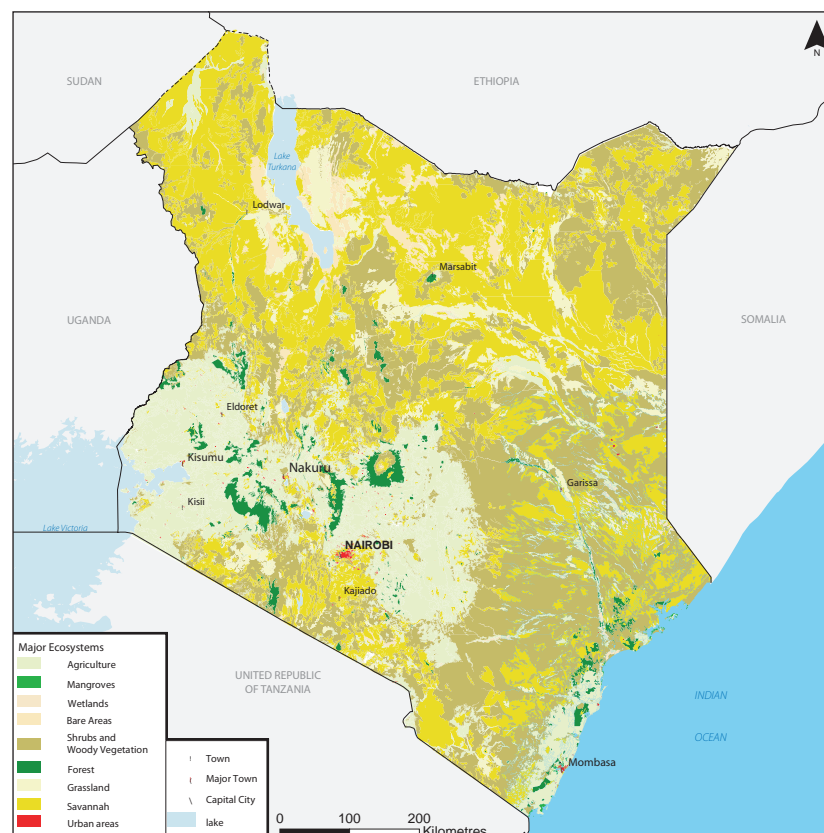 N
SUDAN
ETHIOPIA
Lake
Turkana
Lodwar
Marsabit
UGANDA
SOMALIA
Eldoret
Kisumu
Nakuru
Garissa
Kisii
Lake Victoria
NAIROBI
Kajiado
UNITED REPUBLIC
OF TANZANIA
INDIAN
OCEAN
Mombasa
Major Ecosystems
Agriculture
Mangroves
Wetlands
Bare Areas
Shrubs and
Woody Vegetation
Forest
Grassland
Savannah
Urban areas
Town
Major Town
Capital City
lake
0 100 200
Kilometres